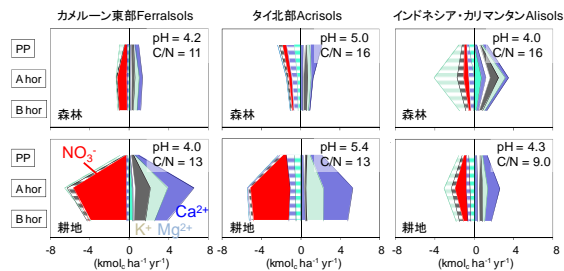 カメルーン東部Ferralsols
タイ北部Acrisols
インドネシア・カリマンタンAlisols
PP
A hor
B hor
pH = 4.2
C/N = 11
森林
pH = 5.0
C/N = 16
森林
pH = 4.0
C/N = 16
森林
PP
A hor
B hor
NO₃⁻
pH = 4.0
C/N = 13
Ca²⁺
K⁺ Mg²⁺
耕地
pH = 5.4
C/N = 13
耕地
pH = 4.3
C/N = 9.0
耕地
-8 -4 0 4 8
-4 0 4 8
-4 0 4 8
(kmolc ha⁻¹ yr⁻¹)
(kmolc ha⁻¹ yr⁻¹)
(kmolc ha⁻¹ yr⁻¹)